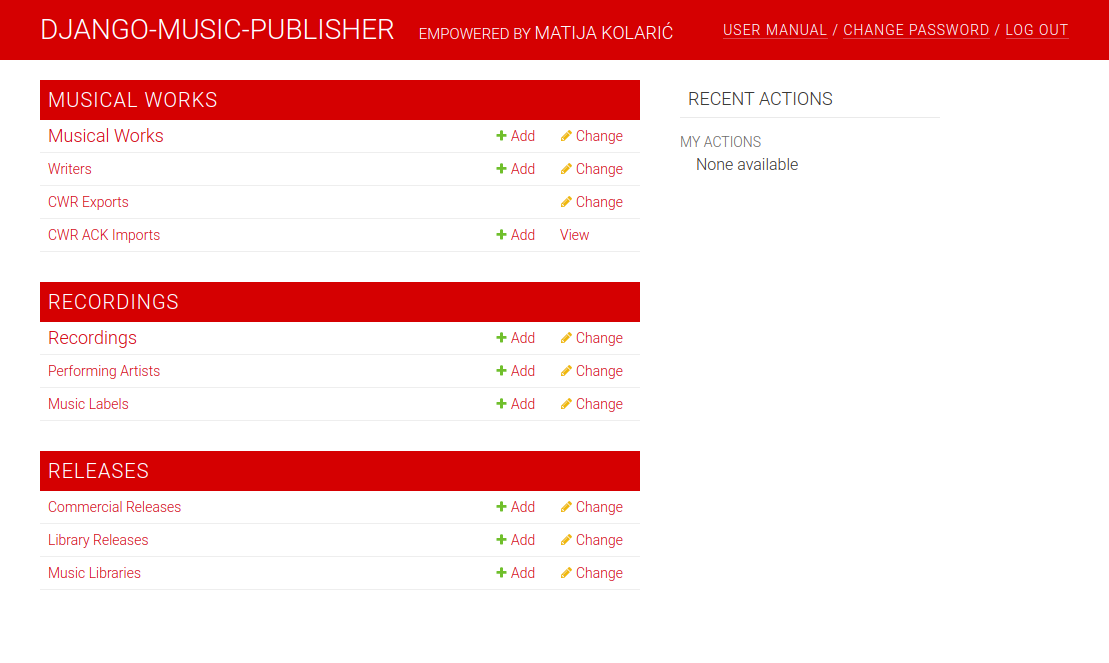 DJANGO-MUSIC-PUBLISHER EMPOWERED BY MATIJA KOLARIĆ USER MANUAL / CHANGE PASSWORD / LOG OUT
MUSICAL WORKS
Musical Works Add Change
Writers Add Change
CWR Exports Change
CWR ACK Imports Add View
RECORDINGS
Recordings Add Change
Performing Artists Add Change
Music Labels Add Change
RELEASES
Commercial Releases Add Change
Library Releases Add Change
Music Libraries Add Change
RECENT ACTIONS
MY ACTIONS
None available